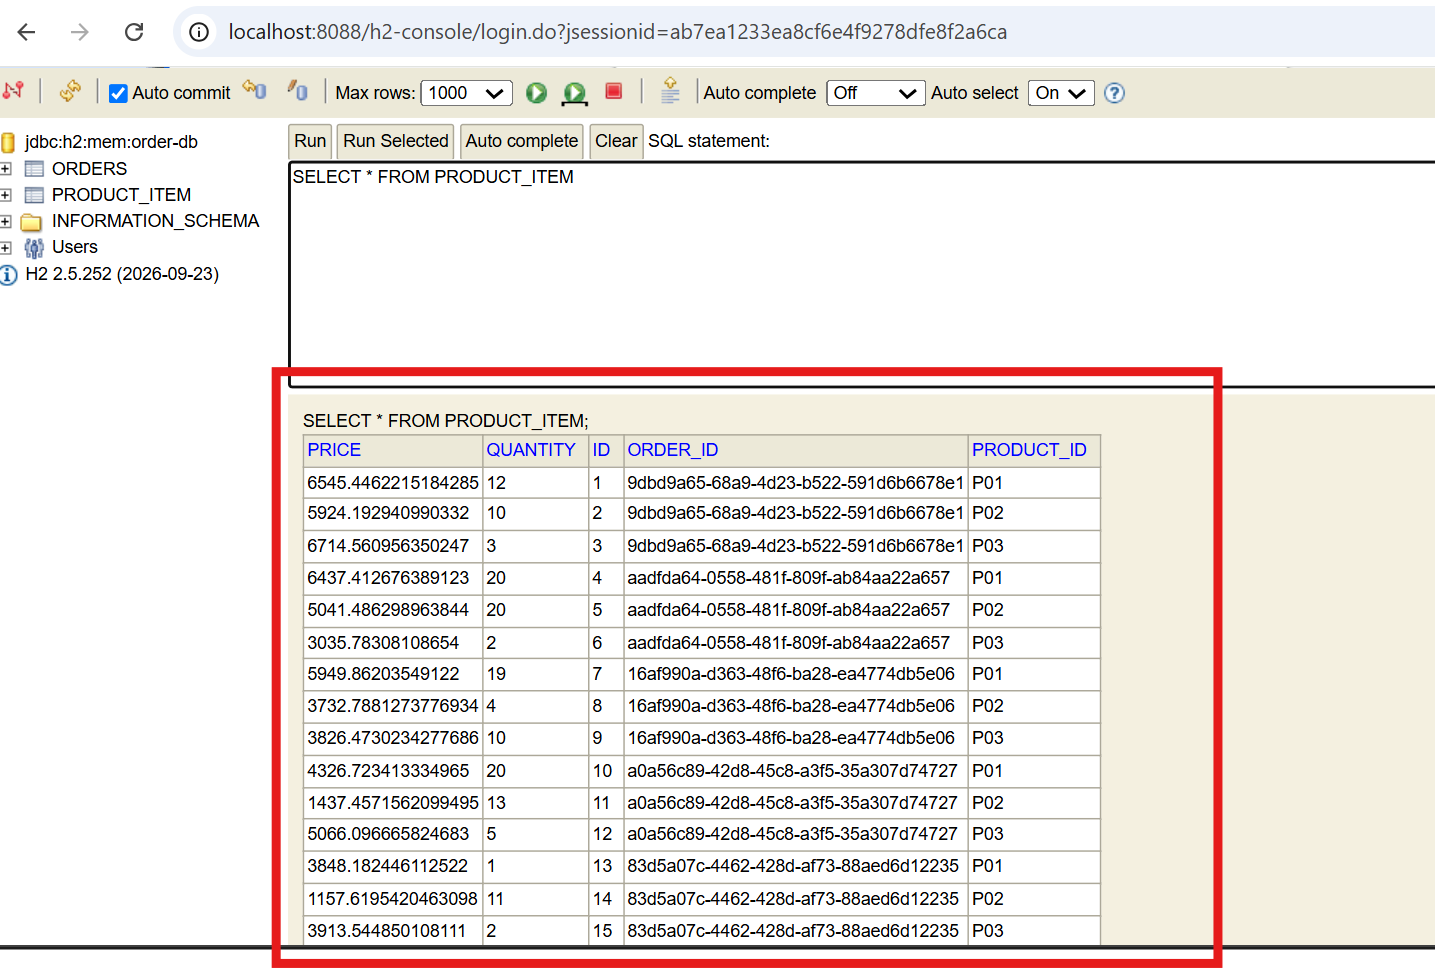 localhost:8088/h2-console/login.do?jsessionid=ab7ea1233ea8cf6e4f9278dfe8f2a6ca
Auto commit Max rows: 1000 Auto complete Off Auto select On
jdbc:h2:mem:order-db
ORDERS
PRODUCT_ITEM
INFORMATION_SCHEMA
Users
H2 2.5.252 (2026-09-23)
Run Run Selected Auto complete Clear SQL statement:
SELECT * FROM PRODUCT_ITEM
SELECT * FROM PRODUCT_ITEM;
PRICE QUANTITY ID ORDER_ID PRODUCT_ID
6545.4462215184285 12 1 9dbd9a65-68a9-4d23-b522-591d6b6678e1 P01
5924.192940990332 10 2 9dbd9a65-68a9-4d23-b522-591d6b6678e1 P02
6714.560956350247 3 3 9dbd9a65-68a9-4d23-b522-591d6b6678e1 P03
6437.412676389123 20 4 aadfda64-0558-481f-809f-ab84aa22a657 P01
5041.486298963844 20 5 aadfda64-0558-481f-809f-ab84aa22a657 P02
3035.78308108654 2 6 aadfda64-0558-481f-809f-ab84aa22a657 P03
5949.86203549122 19 7 16af990a-d363-48f6-ba28-ea4774db5e06 P01
3732.7881273776934 4 8 16af990a-d363-48f6-ba28-ea4774db5e06 P02
3826.4730234277686 10 9 16af990a-d363-48f6-ba28-ea4774db5e06 P03
4326.723413334965 20 10 a0a56c89-42d8-45c8-a3f5-35a307d74727 P01
1437.4571562099495 13 11 a0a56c89-42d8-45c8-a3f5-35a307d74727 P02
5066.096665824683 5 12 a0a56c89-42d8-45c8-a3f5-35a307d74727 P03
3848.182446112522 1 13 83d5a07c-4462-428d-af73-88aed6d12235 P01
1157.6195420463098 11 14 83d5a07c-4462-428d-af73-88aed6d12235 P02
3913.544850108111 2 15 83d5a07c-4462-428d-af73-88aed6d12235 P03